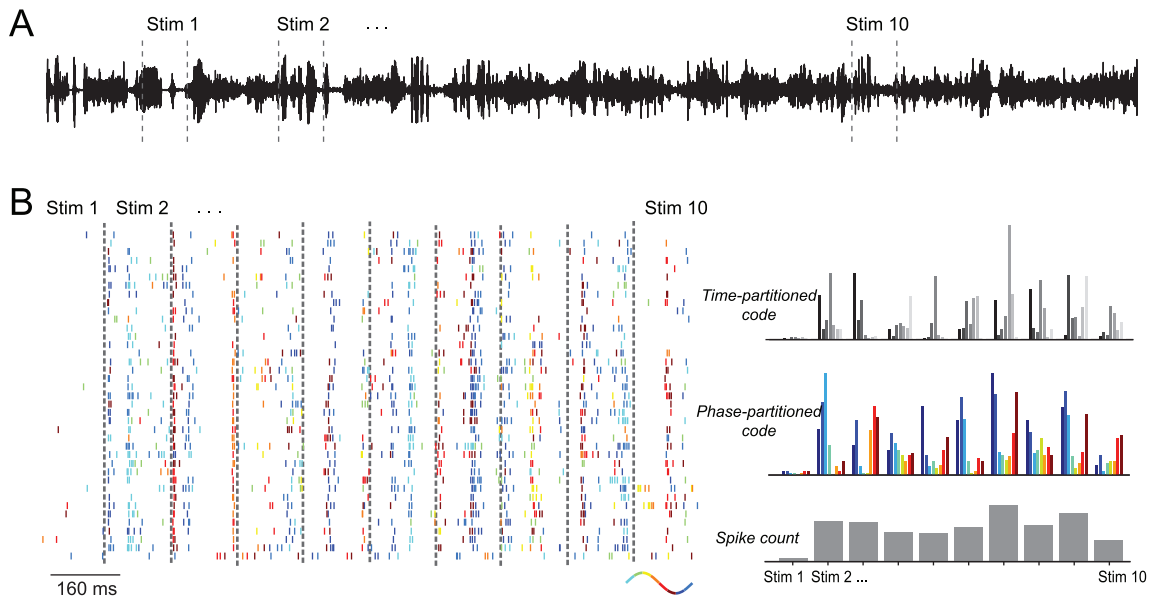 A
Stim 1 Stim 2 ... Stim 10
B
Stim 1 Stim 2 ... Stim 10
Time-partitioned
code
Phase-partitioned
code
Spike count
160 ms
Stim 1 Stim 2 ... Stim 10